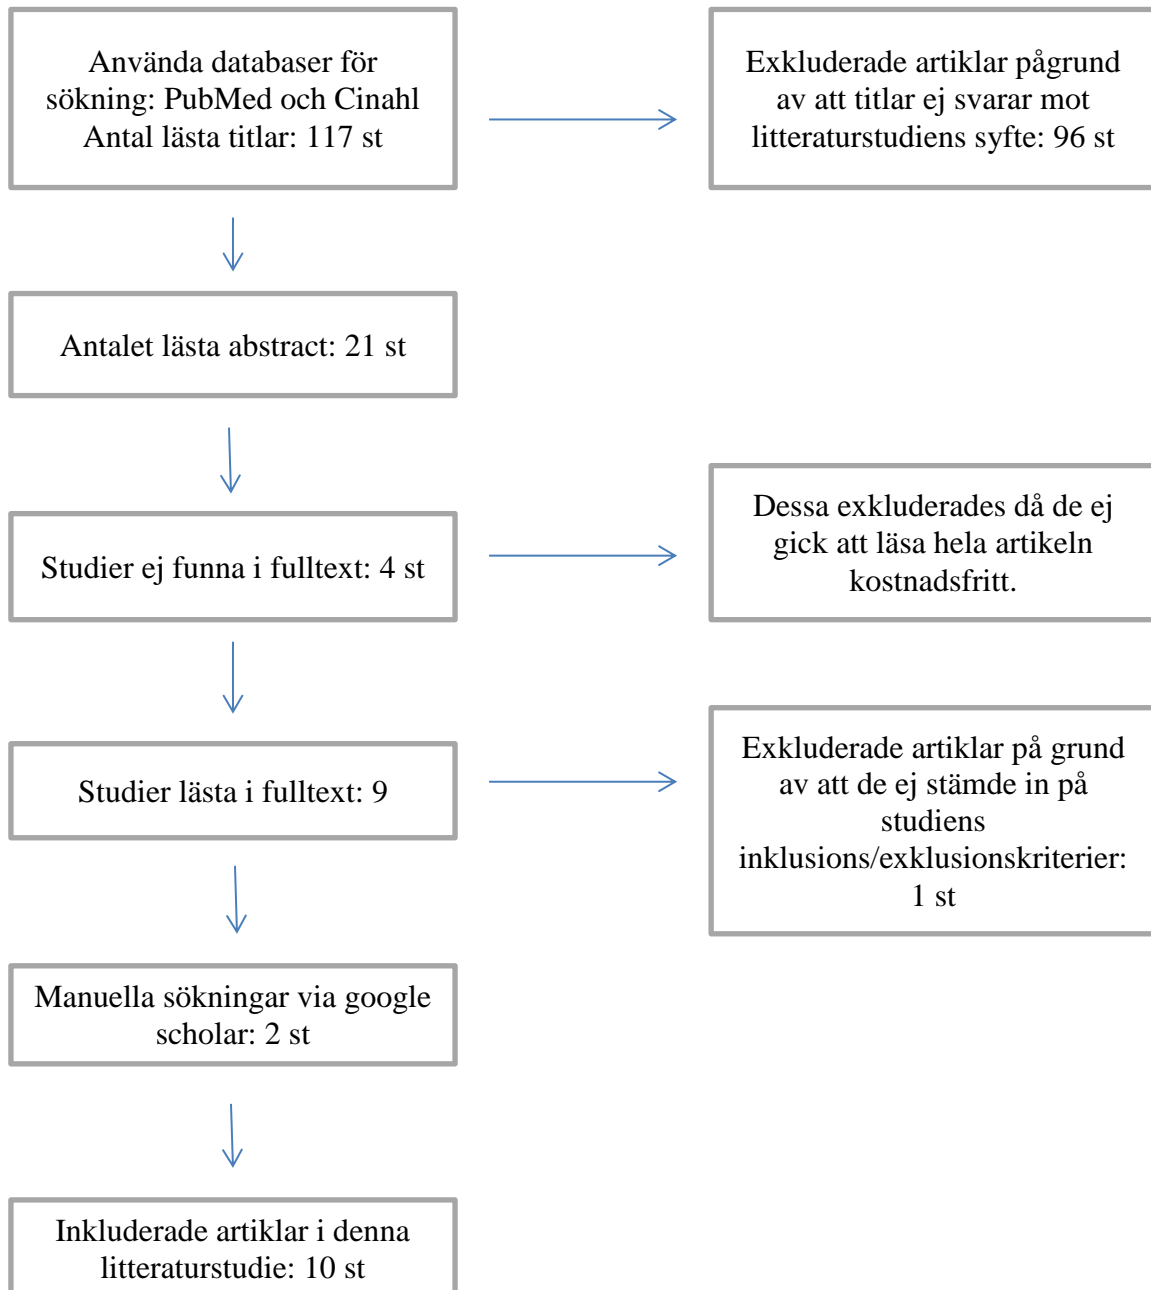 Använda databaser för
sökning: PubMed och Cinahl
Antal lästa titlar: 117 st
Exkluderade artiklar pågrund
av att titlar ej svarar mot
litteraturstudiens syfte: 96 st
Antalet lästa abstract: 21 st
Studier ej funna i fulltext: 4 st
Dessa exkluderades då de ej
gick att läsa hela artikeln
kostnadsfritt.
Studier lästa i fulltext: 9
Exkluderade artiklar på grund
av att de ej stämde in på
studiens
inklusions/exklusionskriterier:
1 st
Manuella sökningar via google
scholar: 2 st
Inkluderade artiklar i denna
litteraturstudie: 10 st